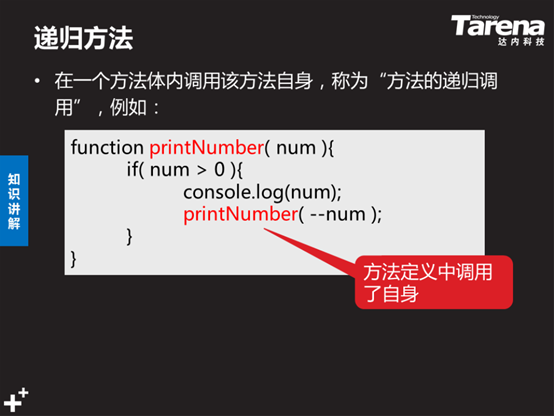 递归方法
Technology
Tarena
达内科技
• 在一个方法体内调用该方法自身，称为“方法的递归调
用”，例如：
知识讲解
function printNumber( num ){
if( num > 0 ){
console.log(num);
printNumber( --num );
}
}
方法定义中调用
了自身